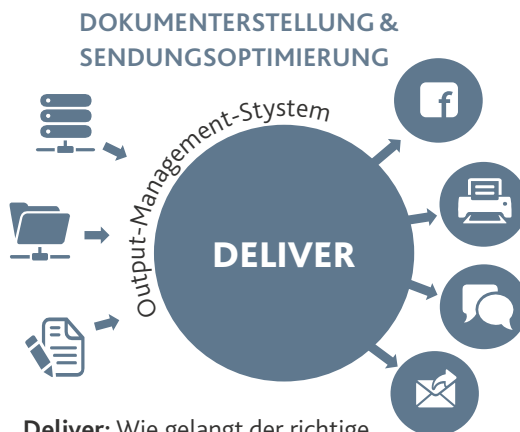 DOKUMENTERSTELLUNG &
SENDUNGSOPTIMIERUNG
Output-Management-Stystem
f
DELIVER
Deliver: Wie gelangt der richtige